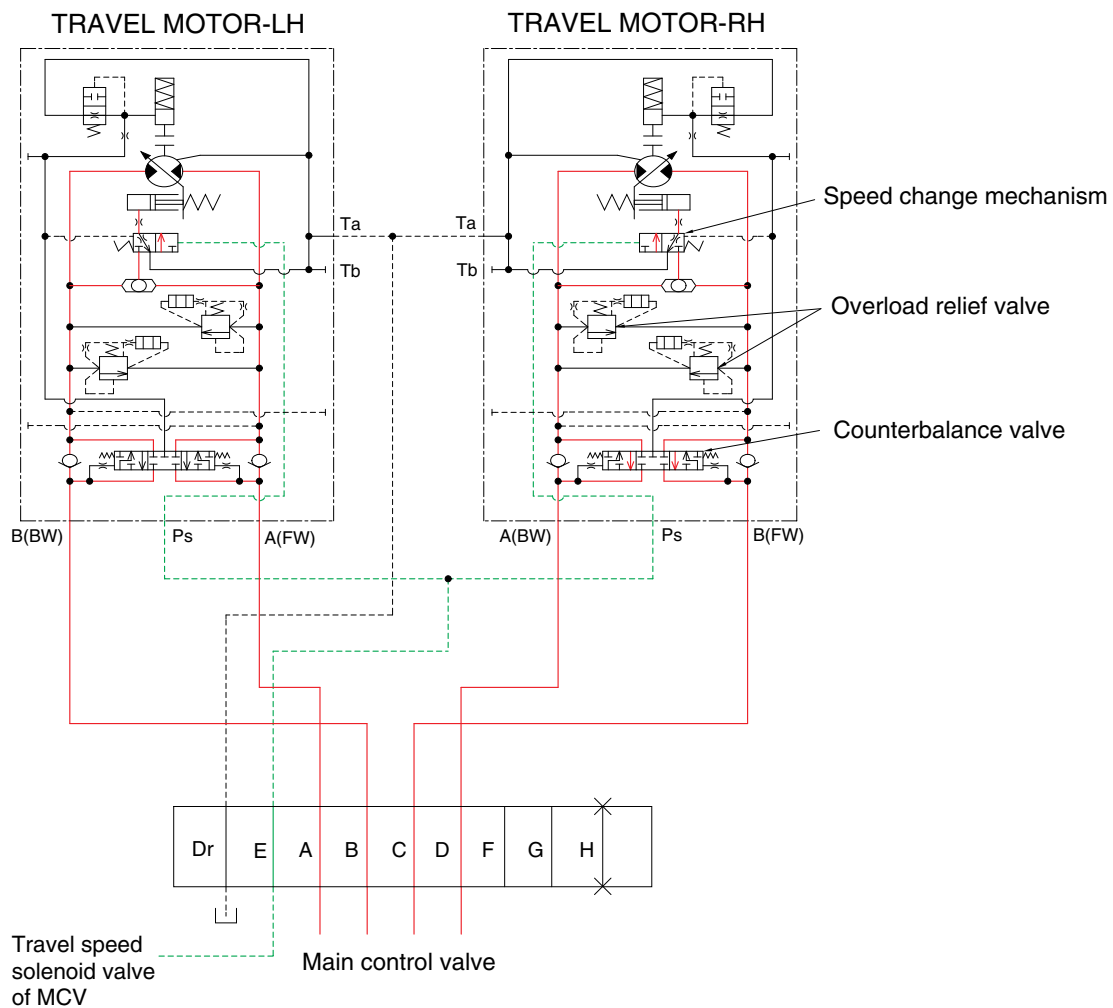 TRAVEL MOTOR-LH
TRAVEL MOTOR-RH
Speed change mechanism
Ta
Ta
Tb
Tb
Overload relief valve
Counterbalance valve
B(BW)
Ps
A(FW)
A(BW)
Ps
B(FW)
Dr
E
A
B
C
D
F
G
H
Travel speed
solenoid valve
of MCV
Main control valve